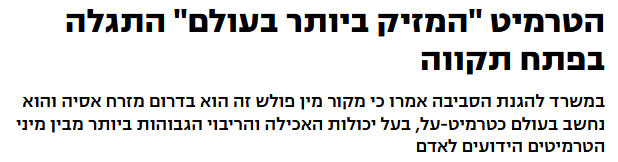 הטרמיט "המזיק ביותר בעולם" התגלה
בפתח תקווה
במשרד להגנת הסביבה אמרו כי מקור מין פולש זה הוא בדרום מזרח אסיה והוא
נחשב בעולם כטרמיט-על, בעל יכולות האכילה והריבוי הגבוהות ביותר מבין מיני
הטרמיטים הידועים לאדם